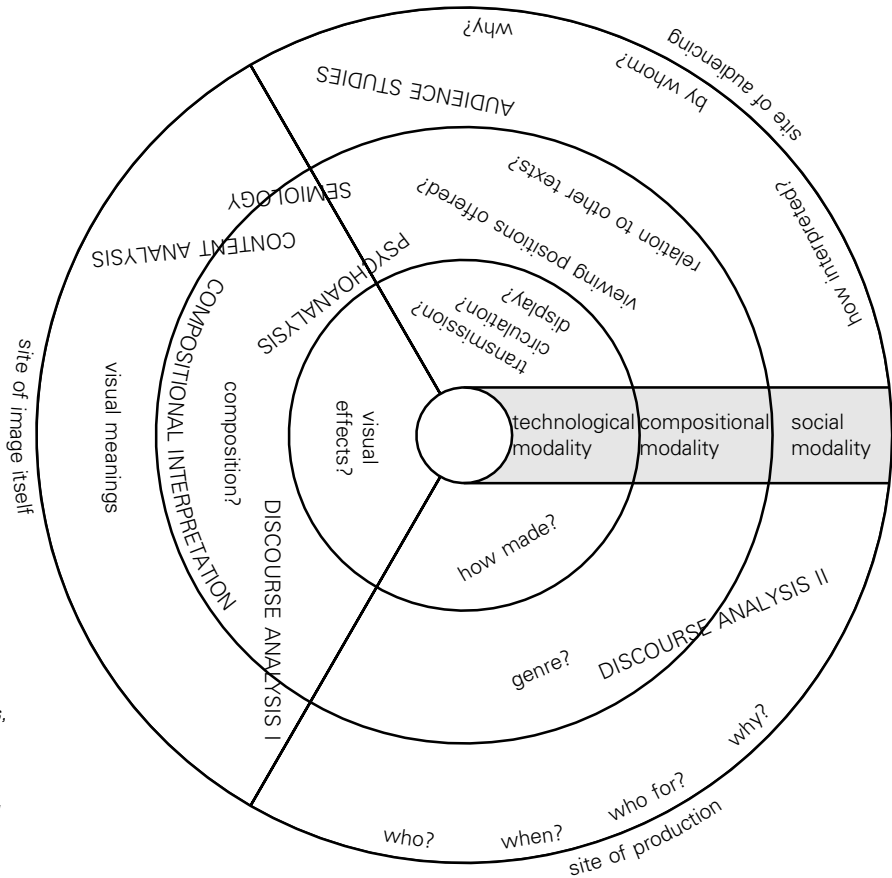 why?
by whom?
site of audiencing
how interpreted?
AUDIENCE STUDIES
relation to other texts?
viewing positions offered?
SEMIOLOGY
CONTENT ANALYSIS
PSYCHOANALYSIS
transmission?
circulation?
display?
COMPOSITIONAL INTERPRETATION
site of image itself
visual meanings
composition?
visual
effects?
technological
modality
compositional
modality
social
modality
DISCOURSE ANALYSIS I
how made?
DISCOURSE ANALYSIS II
genre?
who?
when?
who for?
why?
site of production